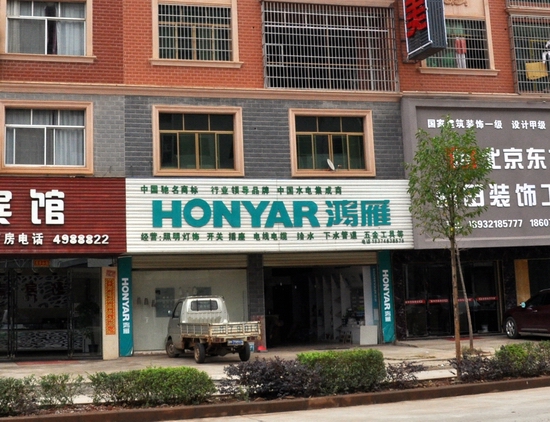 中国驰名商标 行业领导品牌 中国水电集成商
HONYAR 鸿雁
经营:照明灯饰 开关 插座 电线电缆 给水 下水管道 五金工具等
宾馆
房电话 4988822
国家建筑装饰一级 设计甲级
北京东
装饰工
HONYAR 鸿雁
HONYAR 鸿雁